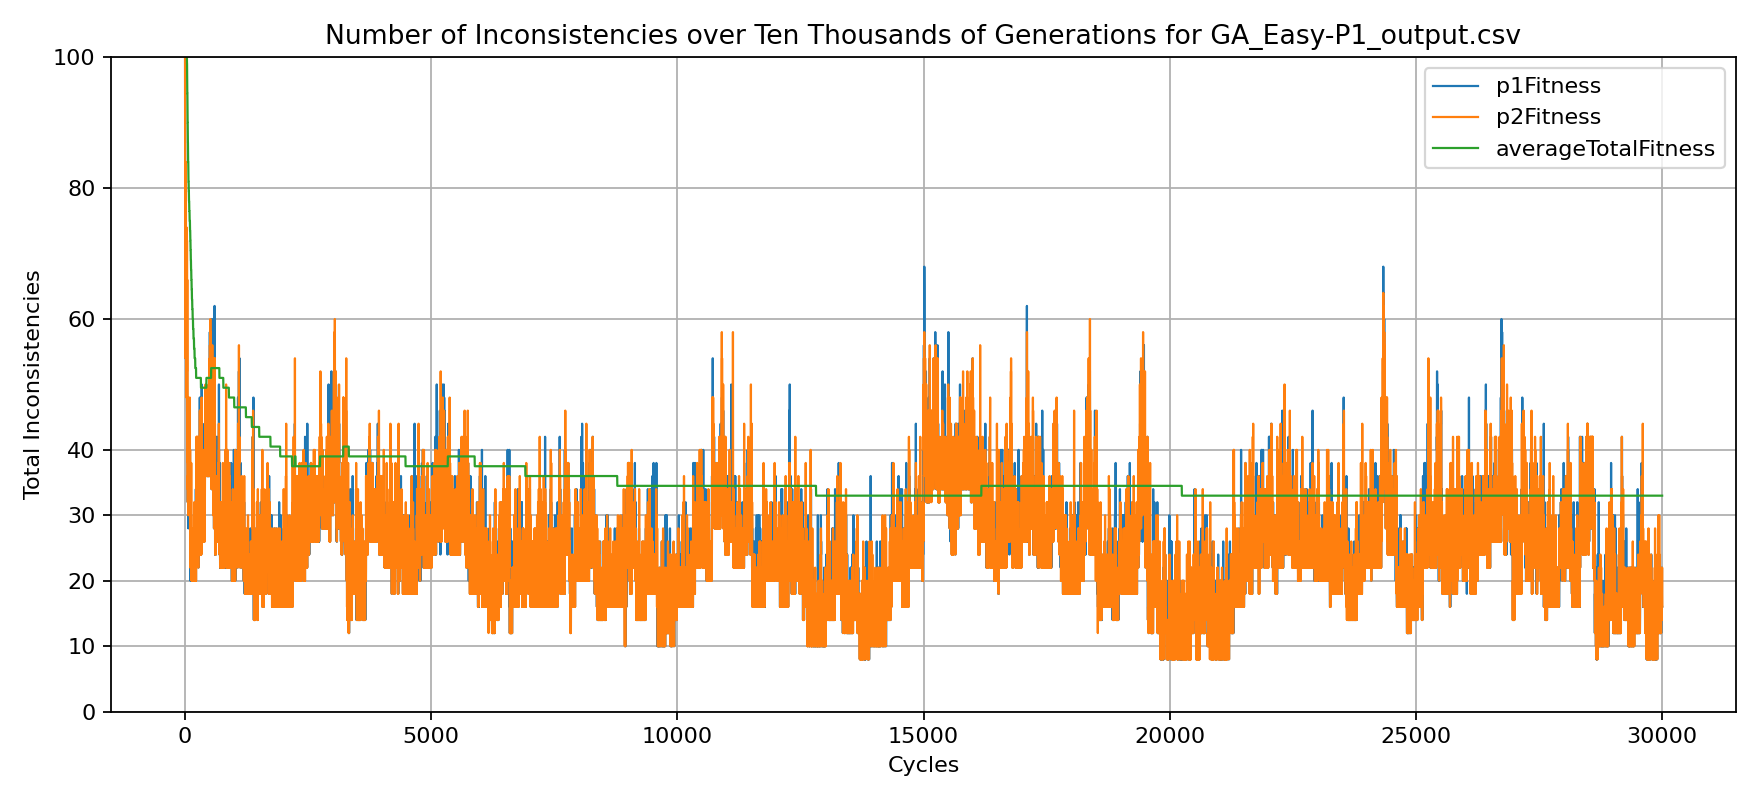 Number of Inconsistencies over Ten Thousands of Generations for GA_Easy-P1_output.csv
p1Fitness
p2Fitness
averageTotalFitness
Total Inconsistencies
100
80
60
40
30
20
10
0
0 5000 10000 15000 20000 25000 30000
Cycles